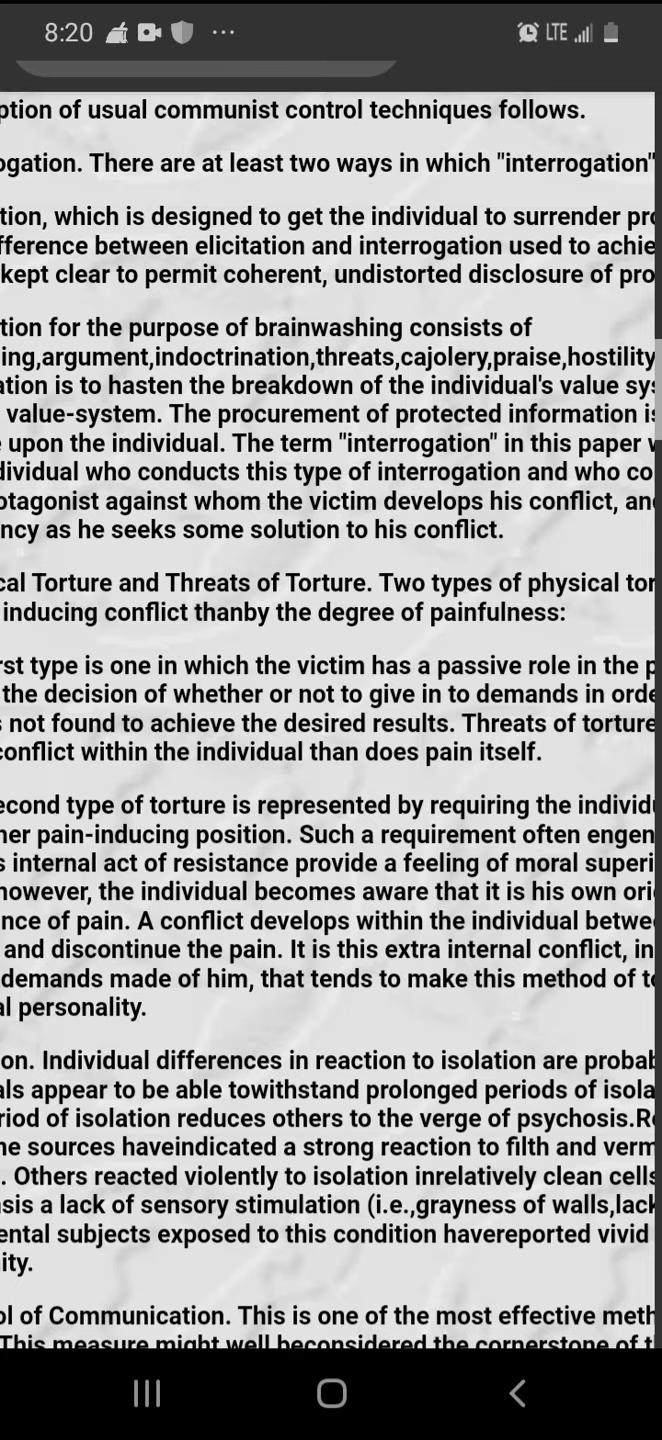 8:20 ... LTE
ption of usual communist control techniques follows.
ogation. There are at least two ways in which "interrogation"
tion, which is designed to get the individual to surrender pro
fference between elicitation and interrogation used to achie
kept clear to permit coherent, undistorted disclosure of pro
tion for the purpose of brainwashing consists of
ing,argument,indoctrination,threats,cajolery,praise,hostility
ation is to hasten the breakdown of the individual's value sys
value-system. The procurement of protected information is
e upon the individual. The term "interrogation" in this paper w
dividual who conducts this type of interrogation and who co
otagonist against whom the victim develops his conflict, an
ncy as he seeks some solution to his conflict.
cal Torture and Threats of Torture. Two types of physical tor
inducing conflict thanby the degree of painfulness:
rst type is one in which the victim has a passive role in the p
the decision of whether or not to give in to demands in orde
s not found to achieve the desired results. Threats of torture
conflict within the individual than does pain itself.
econd type of torture is represented by requiring the individu
her pain-inducing position. Such a requirement often engen
s internal act of resistance provide a feeling of moral superi
however, the individual becomes aware that it is his own ori
nce of pain. A conflict develops within the individual betwe
and discontinue the pain. It is this extra internal conflict, in
demands made of him, that tends to make this method of to
al personality.
on. Individual differences in reaction to isolation are probab
als appear to be able towithstand prolonged periods of isola
riod of isolation reduces others to the verge of psychosis.Re
ne sources haveindicated a strong reaction to filth and verm
. Others reacted violently to isolation inrelatively clean cells
sis a lack of sensory stimulation (i.e.,grayness of walls,lack
ental subjects exposed to this condition havereported vivid
ity.
ol of Communication. This is one of the most effective meth
This measure might well beconsidered the cornerstone of t